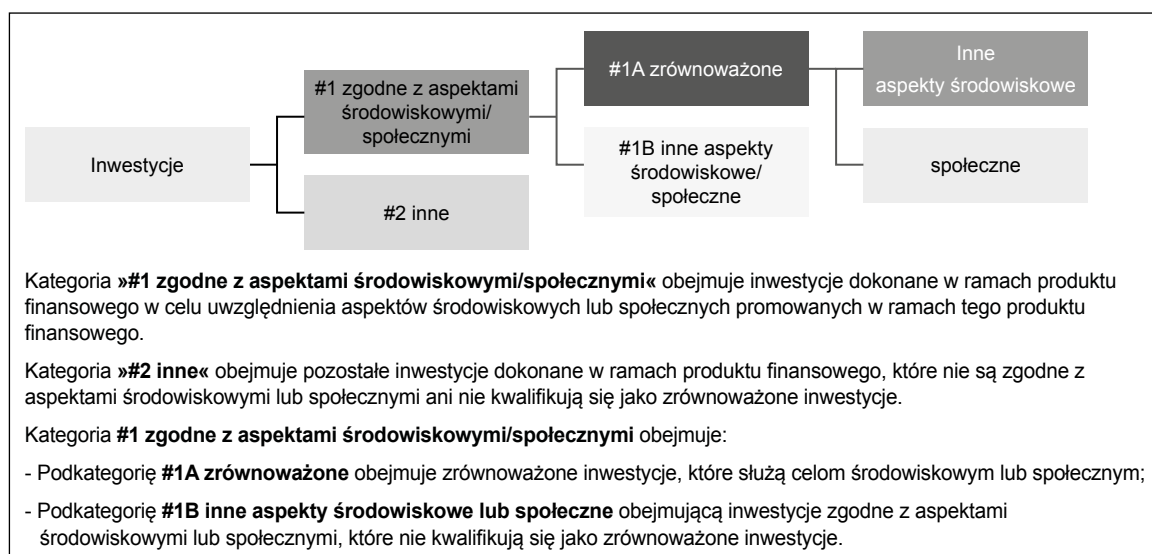 Inwestycje
#1 zgodne z aspektami
środowiskowymi/
społecznymi
#2 inne
#1A zrównoważone
#1B inne aspekty
środowiskowe/
społeczne
Inne
aspekty środowiskowe
społeczne
Kategoria »#1 zgodne z aspektami środowiskowymi/społecznymi« obejmuje inwestycje dokonane w ramach produktu
finansowego w celu uwzględnienia aspektów środowiskowych lub społecznych promowanych w ramach tego produktu
finansowego.
Kategoria »#2 inne« obejmuje pozostałe inwestycje dokonane w ramach produktu finansowego, które nie są zgodne z
aspektami środowiskowymi lub społecznymi ani nie kwalifikują się jako zrównoważone inwestycje.
Kategoria #1 zgodne z aspektami środowiskowymi/społecznymi obejmuje:
- Podkategorię #1A zrównoważone obejmuje zrównoważone inwestycje, które służą celom środowiskowym lub społecznym;
- Podkategorię #1B inne aspekty środowiskowe lub społeczne obejmującą inwestycje zgodne z aspektami
środowiskowymi lub społecznymi, które nie kwalifikują się jako zrównoważone inwestycje.